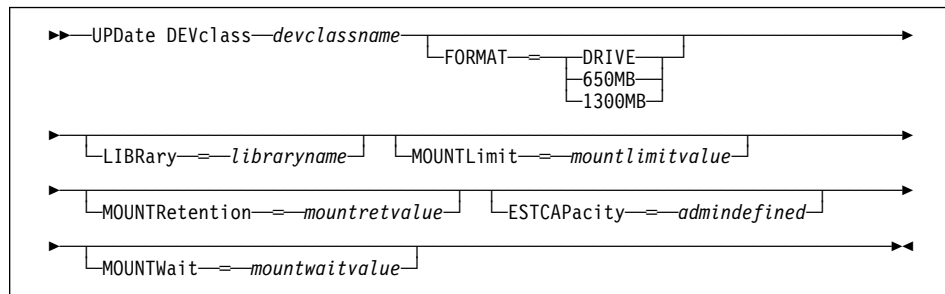 UPDate DEVclass devclassname
FORMAT = DRIVE
650MB
1300MB
LIBRary = libraryname MOUNTLimit = mountlimitvalue
MOUNTRetention = mountretvalue ESTCAPacity = admindefined
MOUNTWait = mountwaitvalue